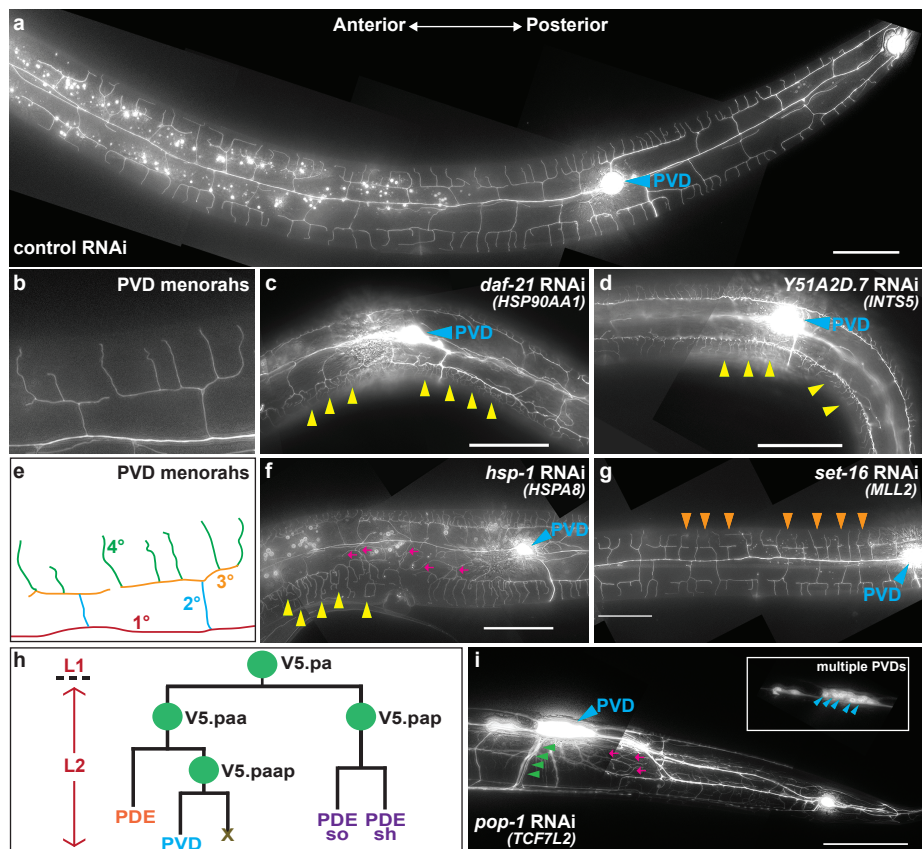 a
Anterior
Posterior
PVD
control RNAi
b
PVD menorahs
c
daf-21 RNAi
(HSP90AA1)
PVD
d
Y51A2D.7 RNAi
(INTS5)
PVD
e
PVD menorahs
4°
3°
2°
1°
f
hsp-1 RNAi
(HSPA8)
PVD
g
set-16 RNAi
(MLL2)
PVD
h
L1
L2
V5.pa
V5.paa
V5.pap
V5.paap
PDE
PVD
X
PDE so
PDE sh
i
PVD
multiple PVDs
pop-1 RNAi
(TCF7L2)